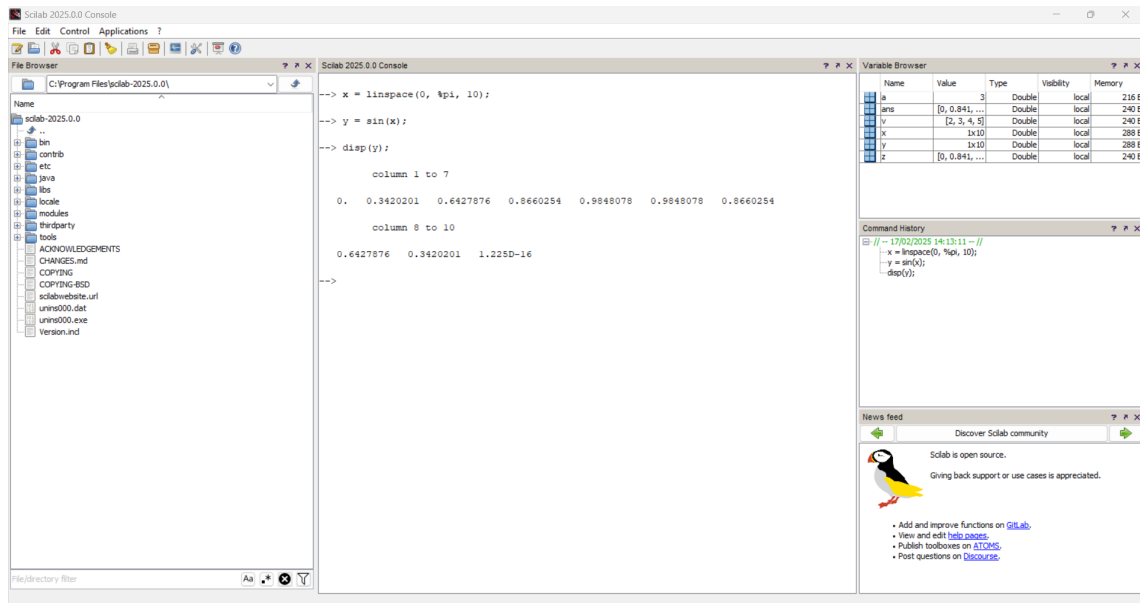 Scilab 2025.0.0 Console
File Edit Control Applications ?
File Browser
C:\Program Files\scilab-2025.0.0\
Name
scilab-2025.0.0
..
bin
contrib
etc
java
libs
locale
modules
thirdparty
tools
ACKNOWLEDGEMENTS
CHANGES.md
COPYING
COPYING-BSD
scilabwebsite.url
unins000.dat
unins000.exe
Version.incl
File/directory filter
Aa .*
Scilab 2025.0.0 Console
--> x = linspace(0, %pi, 10);
--> y = sin(x);
--> disp(y);
column 1 to 7
0. 0.3420201 0.6427876 0.8660254 0.9848078 0.9848078 0.8660254
column 8 to 10
0.6427876 0.3420201 1.225D-16
-->
Variable Browser
Name Value Type Visibility Memory
a 3 Double local 216 B
ans [0, 0.841, ... Double local 240 B
v [2, 3, 4, 5] Double local 240 B
x 1x10 Double local 288 B
y 1x10 Double local 288 B
z [0, 0.841, ... Double local 240 B
Command History
// -- 17/02/2025 14:13:11 -- //
x = linspace(0, %pi, 10);
y = sin(x);
disp(y);
News feed
Discover Scilab community
Scilab is open source.
Giving back support or use cases is appreciated.
• Add and improve functions on GitLab.
• View and edit help pages.
• Publish toolboxes on ATOMS.
• Post questions on Discourse.